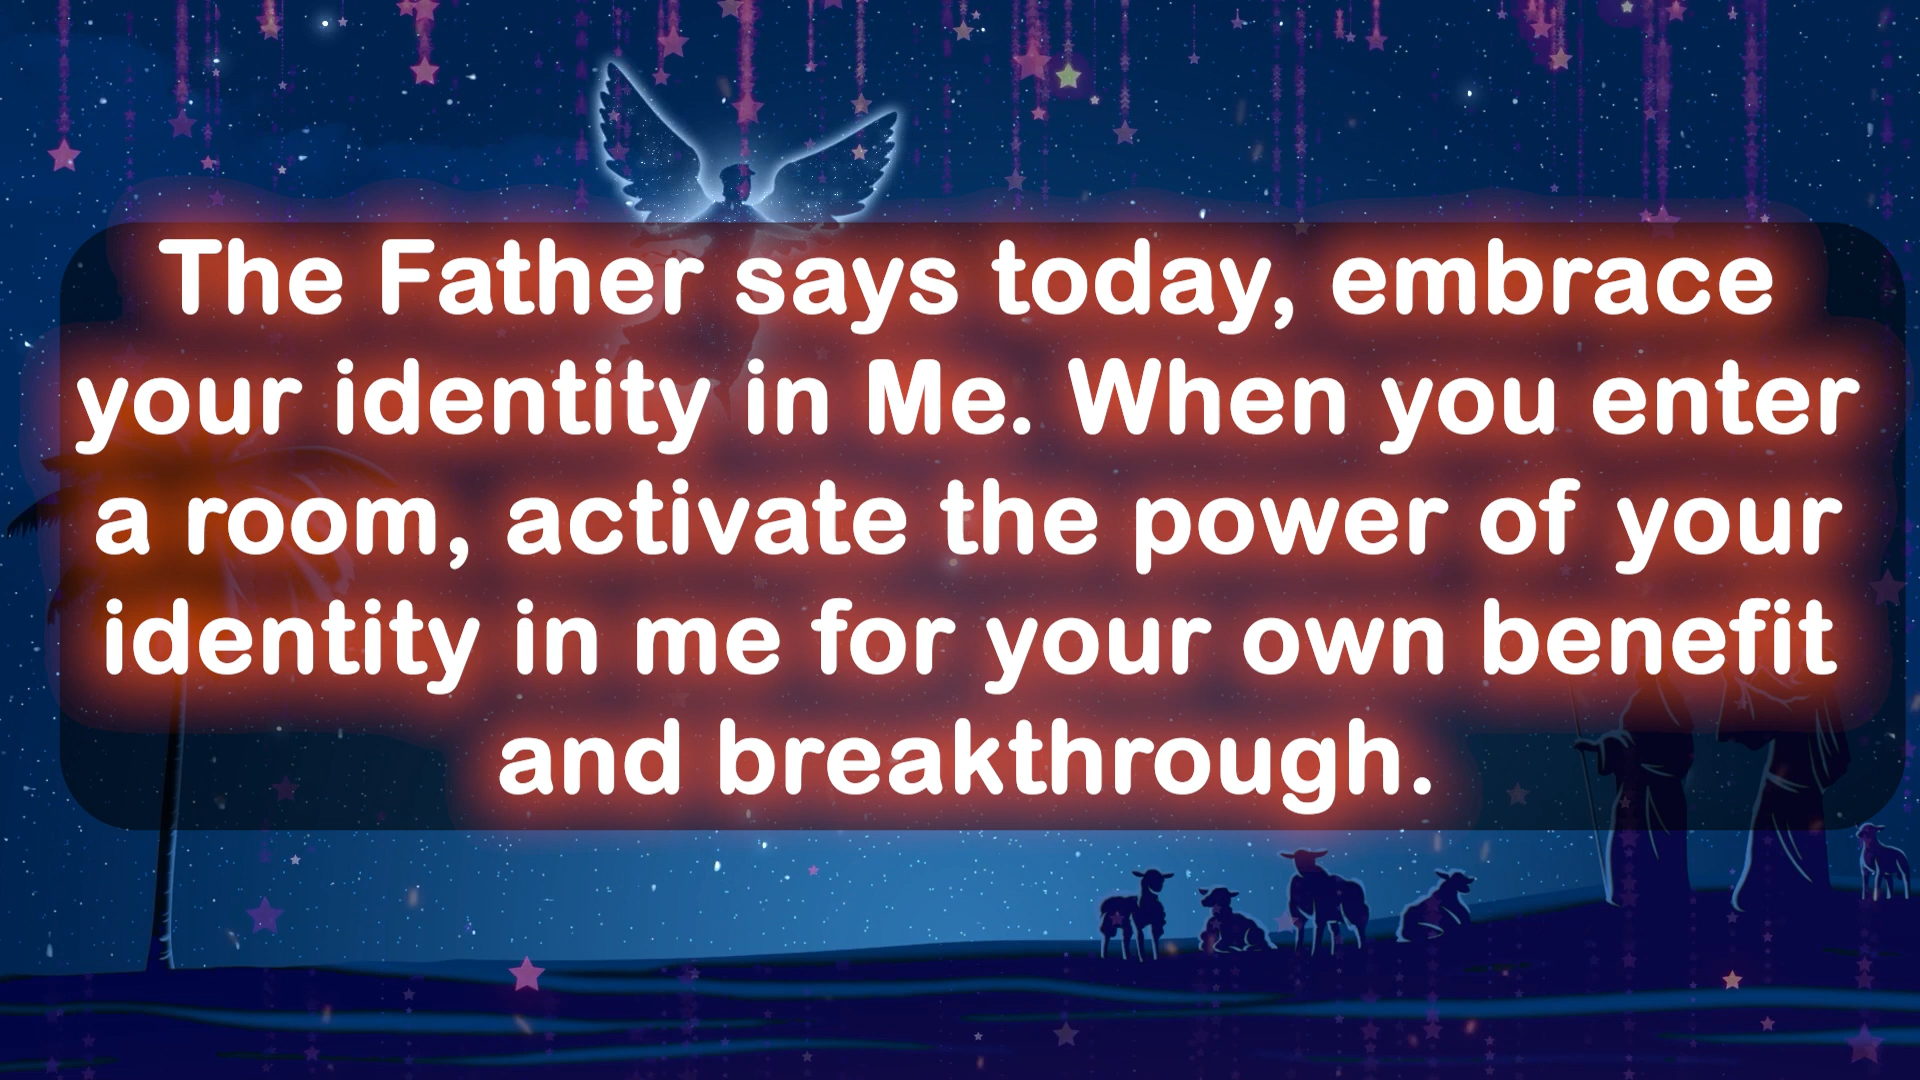 The Father says today, embrace
your identity in Me. When you enter
a room, activate the power of your
identity in me for your own benefit
and breakthrough.